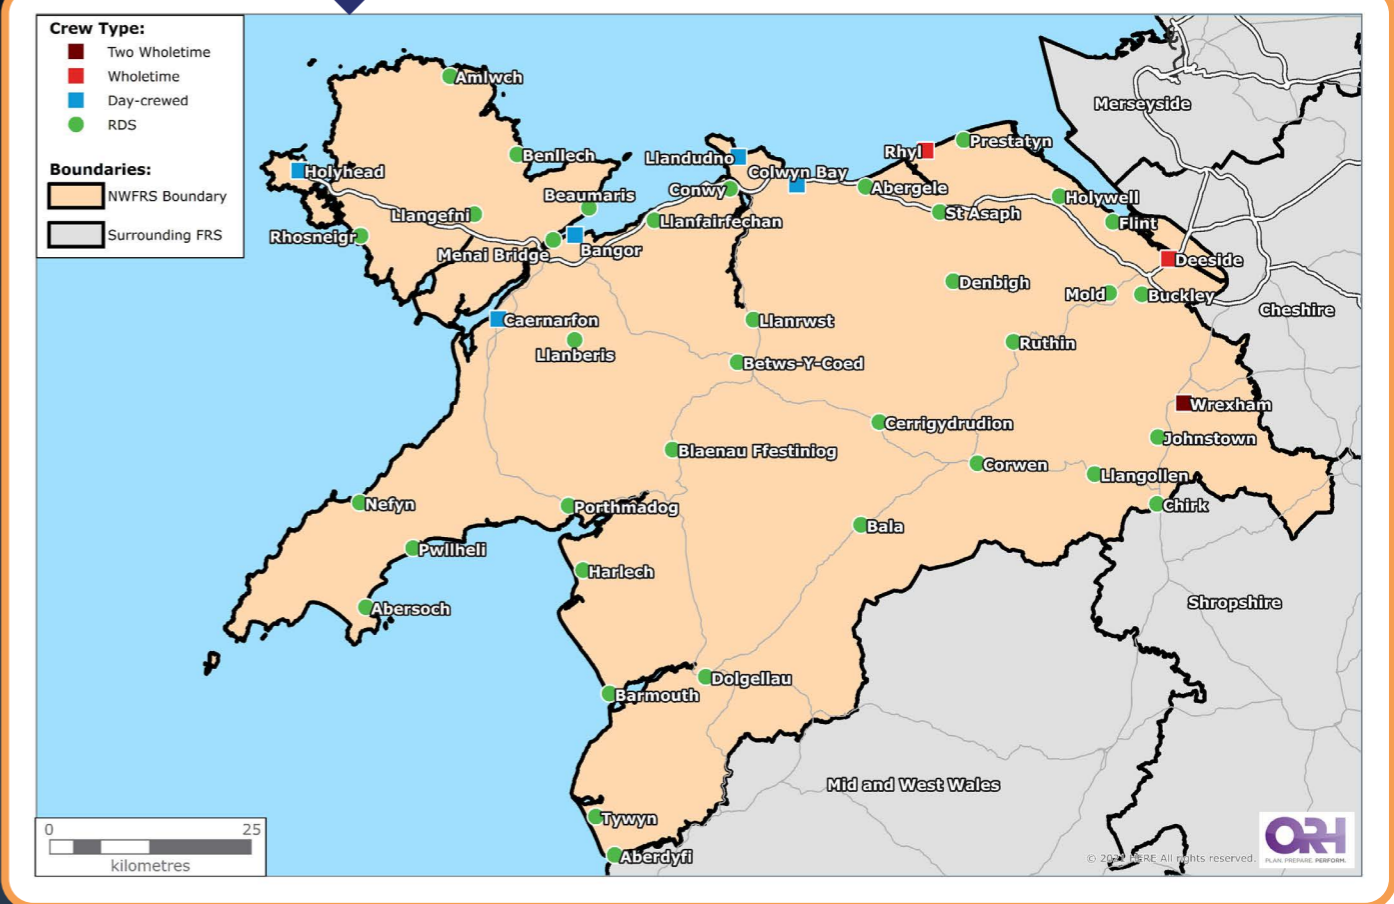 Crew Type:
Two Wholetime
Wholetime
Day-crewed
RDS
Boundaries:
NWFRS Boundary
Surrounding FRS
Amlwch
Merseyside
Prestatyn
Rhyl
Benllech
Llandudno
Holyhead
Colwyn Bay
Conwy
Abergele
Beaumaris
Holywell
Llangefni
St Asaph
Llanfairfechan
Flint
Rhosneigr
Menai Bridge
Bangor
Deeside
Denbigh
Mold
Buckley
Cheshire
Caernarfon
Llanrwst
Llanberis
Ruthin
Betws-Y-Coed
Wrexham
Cerrigydrudion
Johnstown
Blaenau Ffestiniog
Corwen
Llangollen
Nefyn
Porthmadog
Chirk
Bala
Pwllheli
Harlech
Abersoch
Shropshire
Dolgellau
Barmouth
Mid and West Wales
Tywyn
Aberdyfi
0 25
kilometres
ORH
PLAN. PREPARE. PERFORM.
© HERE All rights reserved.